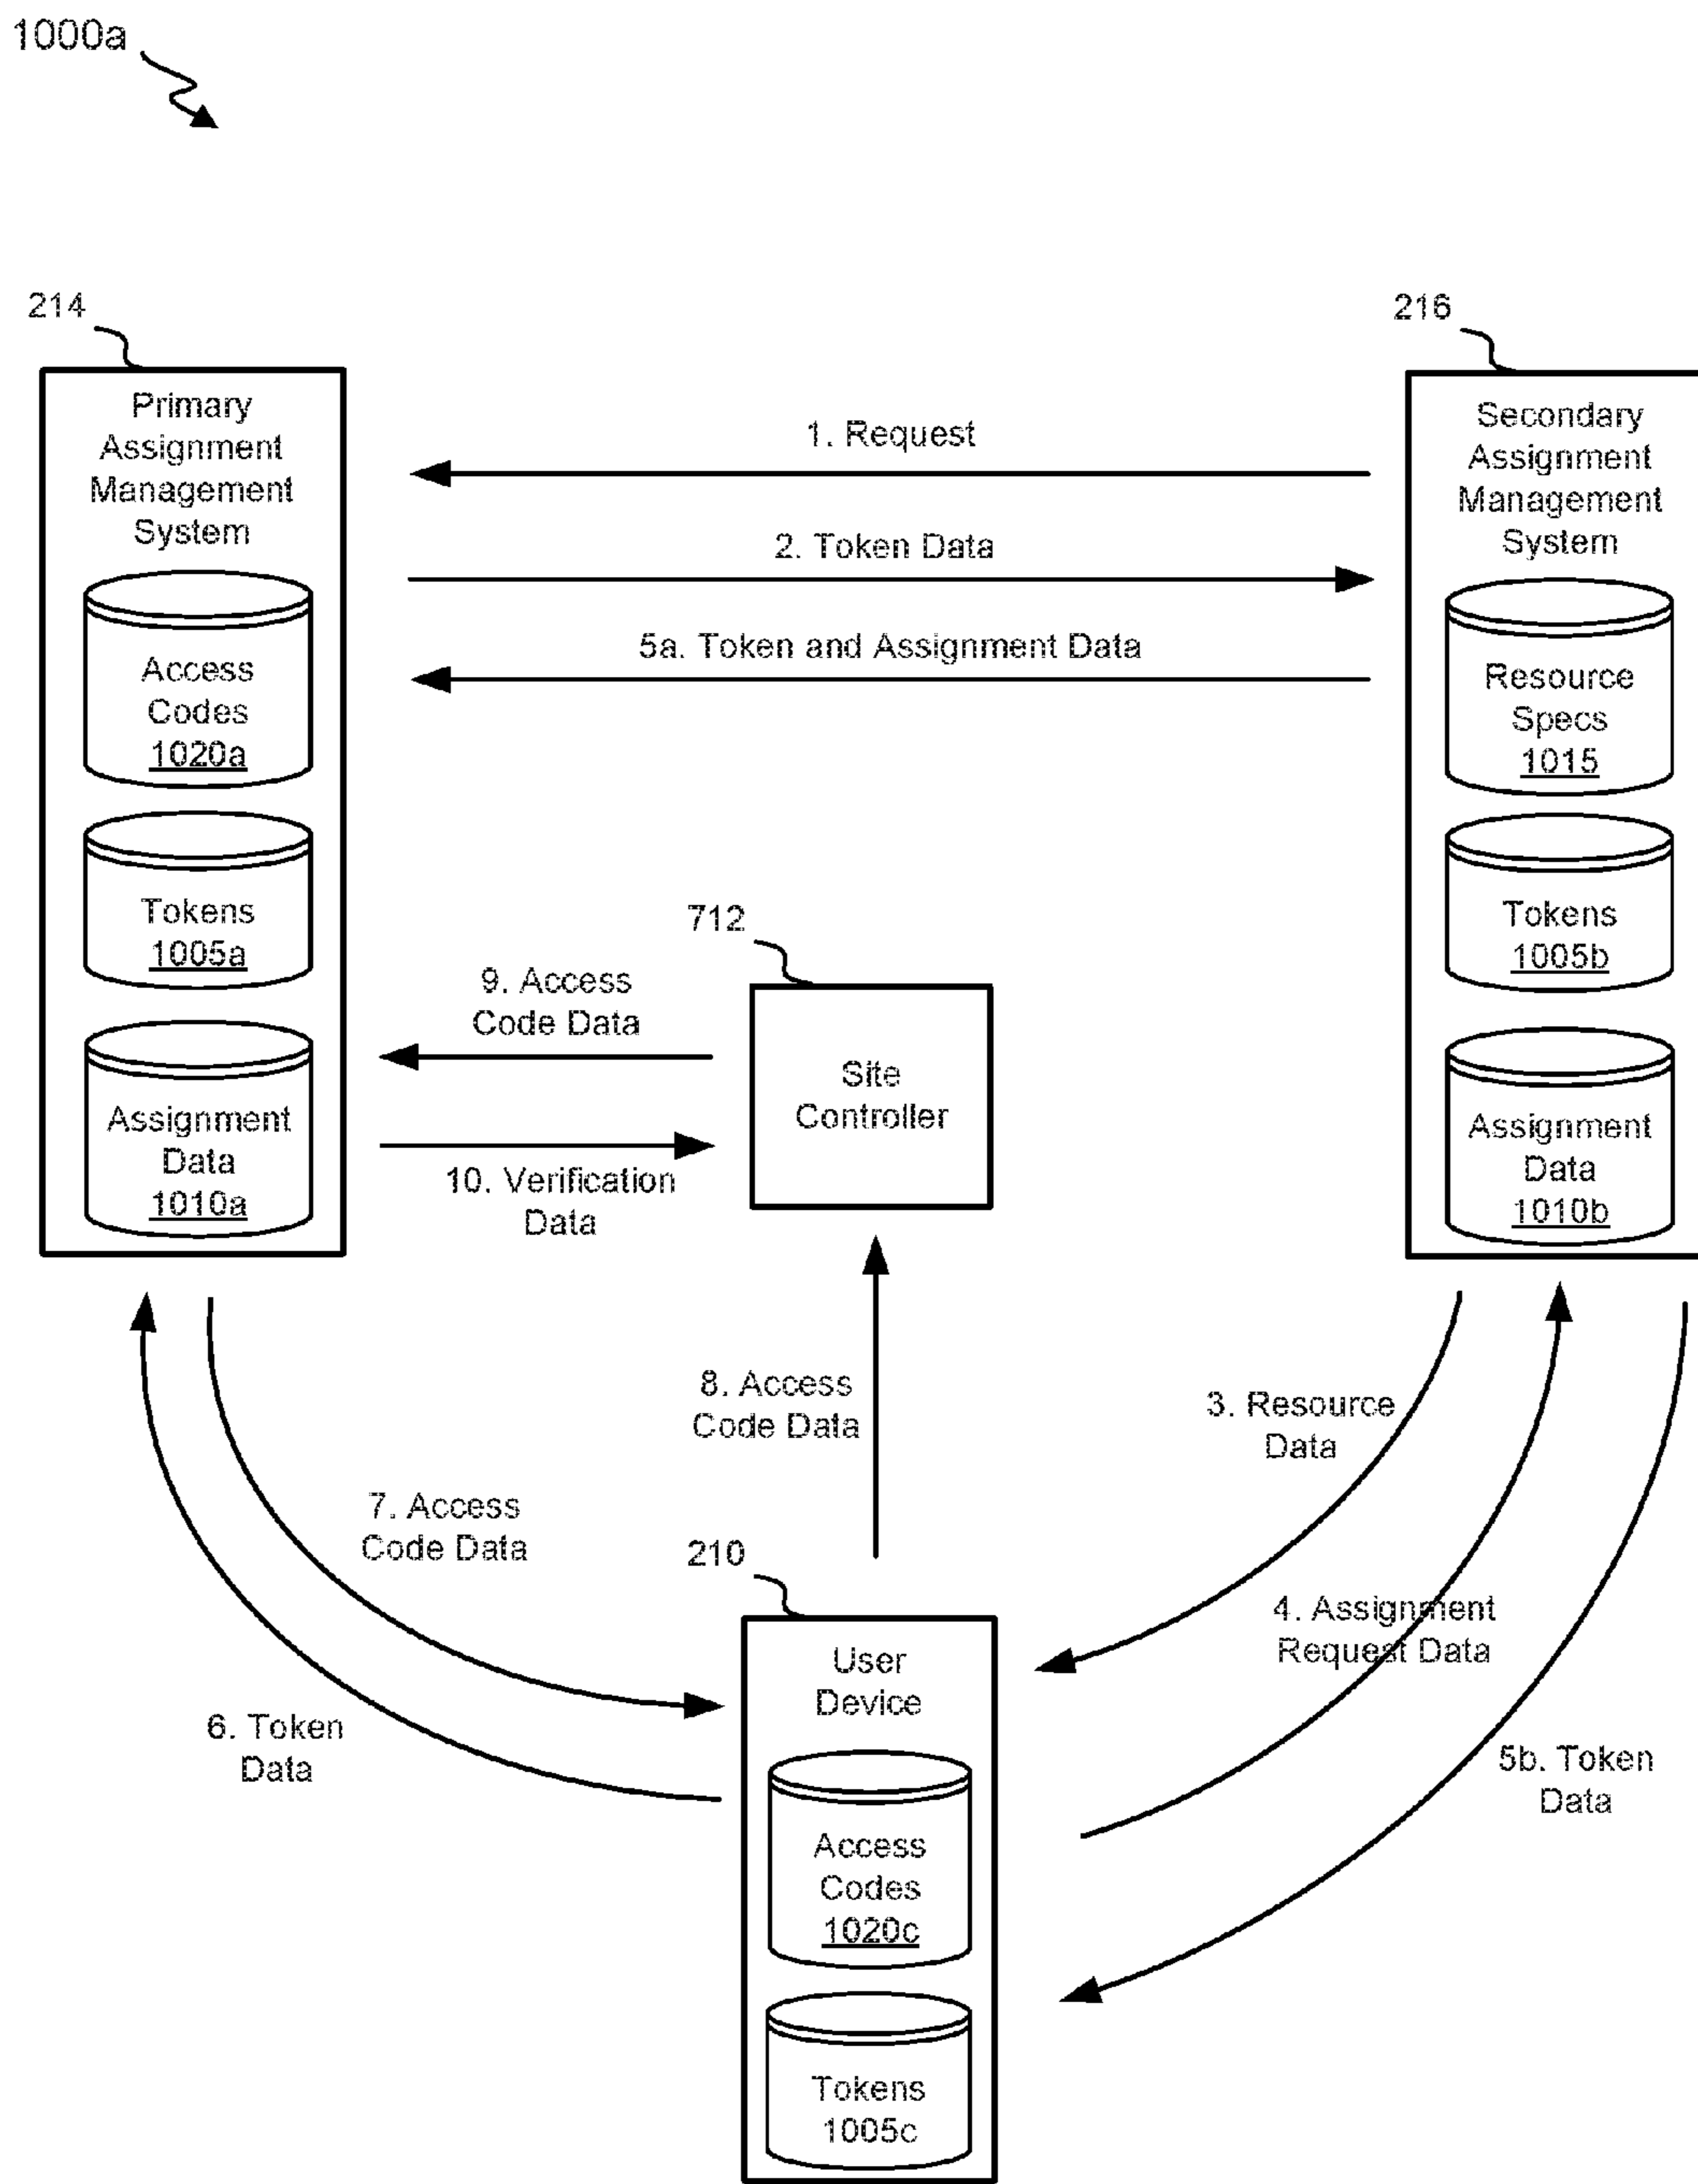 1000a
214
216
Primary
Assignment
Management
System
Access
Codes
1020a
Tokens
1005a
Assignment
Data
1010a
1. Request
2. Token Data
5a. Token and Assignment Data
Secondary
Assignment
Management
System
Resource
Specs
1015
Tokens
1005b
Assignment
Data
1010b
712
9. Access
Code Data
Site
Controller
10. Verification
Data
8. Access
Code Data
3. Resource
Data
7. Access
Code Data
4. Assignment
Request Data
6. Token
Data
5b. Token
Data
210
User
Device
Access
Codes
1020c
Tokens
1005c